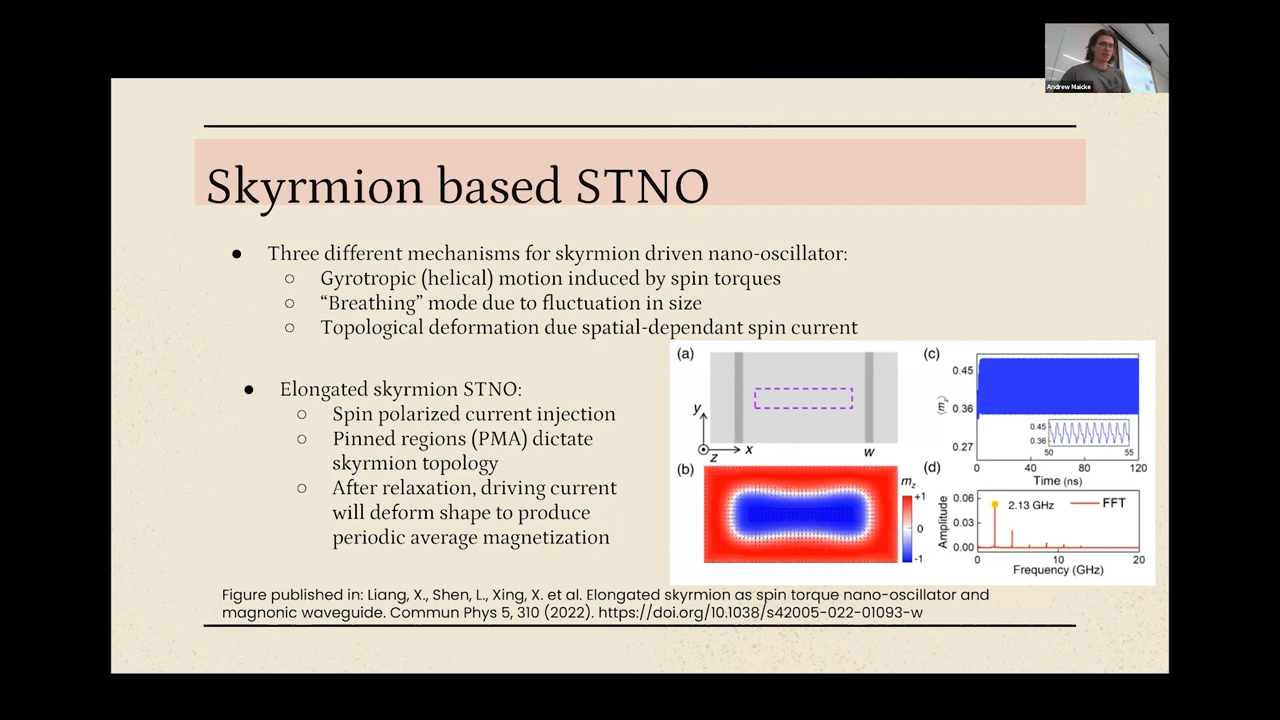 Andrew Maicke
Skyrmion based STNO
● Three different mechanisms for skyrmion driven nano-oscillator:
○ Gyrotropic (helical) motion induced by spin torques
○ “Breathing” mode due to fluctuation in size
○ Topological deformation due spatial-dependant spin current
● Elongated skyrmion STNO:
○ Spin polarized current injection
○ Pinned regions (PMA) dictate
skyrmion topology
○ After relaxation, driving current
will deform shape to produce
periodic average magnetization
(a)
y
z
x
w
(b)
m_z
+1
0
-1
(c)
⟨m_z⟩
0.45
0.36
0.27
0.45
0.36
50 55
0 40 80 120
Time (ns)
(d)
Amplitude
0.06
0.03
0.00
2.13 GHz
FFT
0 10 20
Frequency (GHz)
Figure published in: Liang, X., Shen, L., Xing, X. et al. Elongated skyrmion as spin torque nano-oscillator and
magnonic waveguide. Commun Phys 5, 310 (2022). https://doi.org/10.1038/s42005-022-01093-w